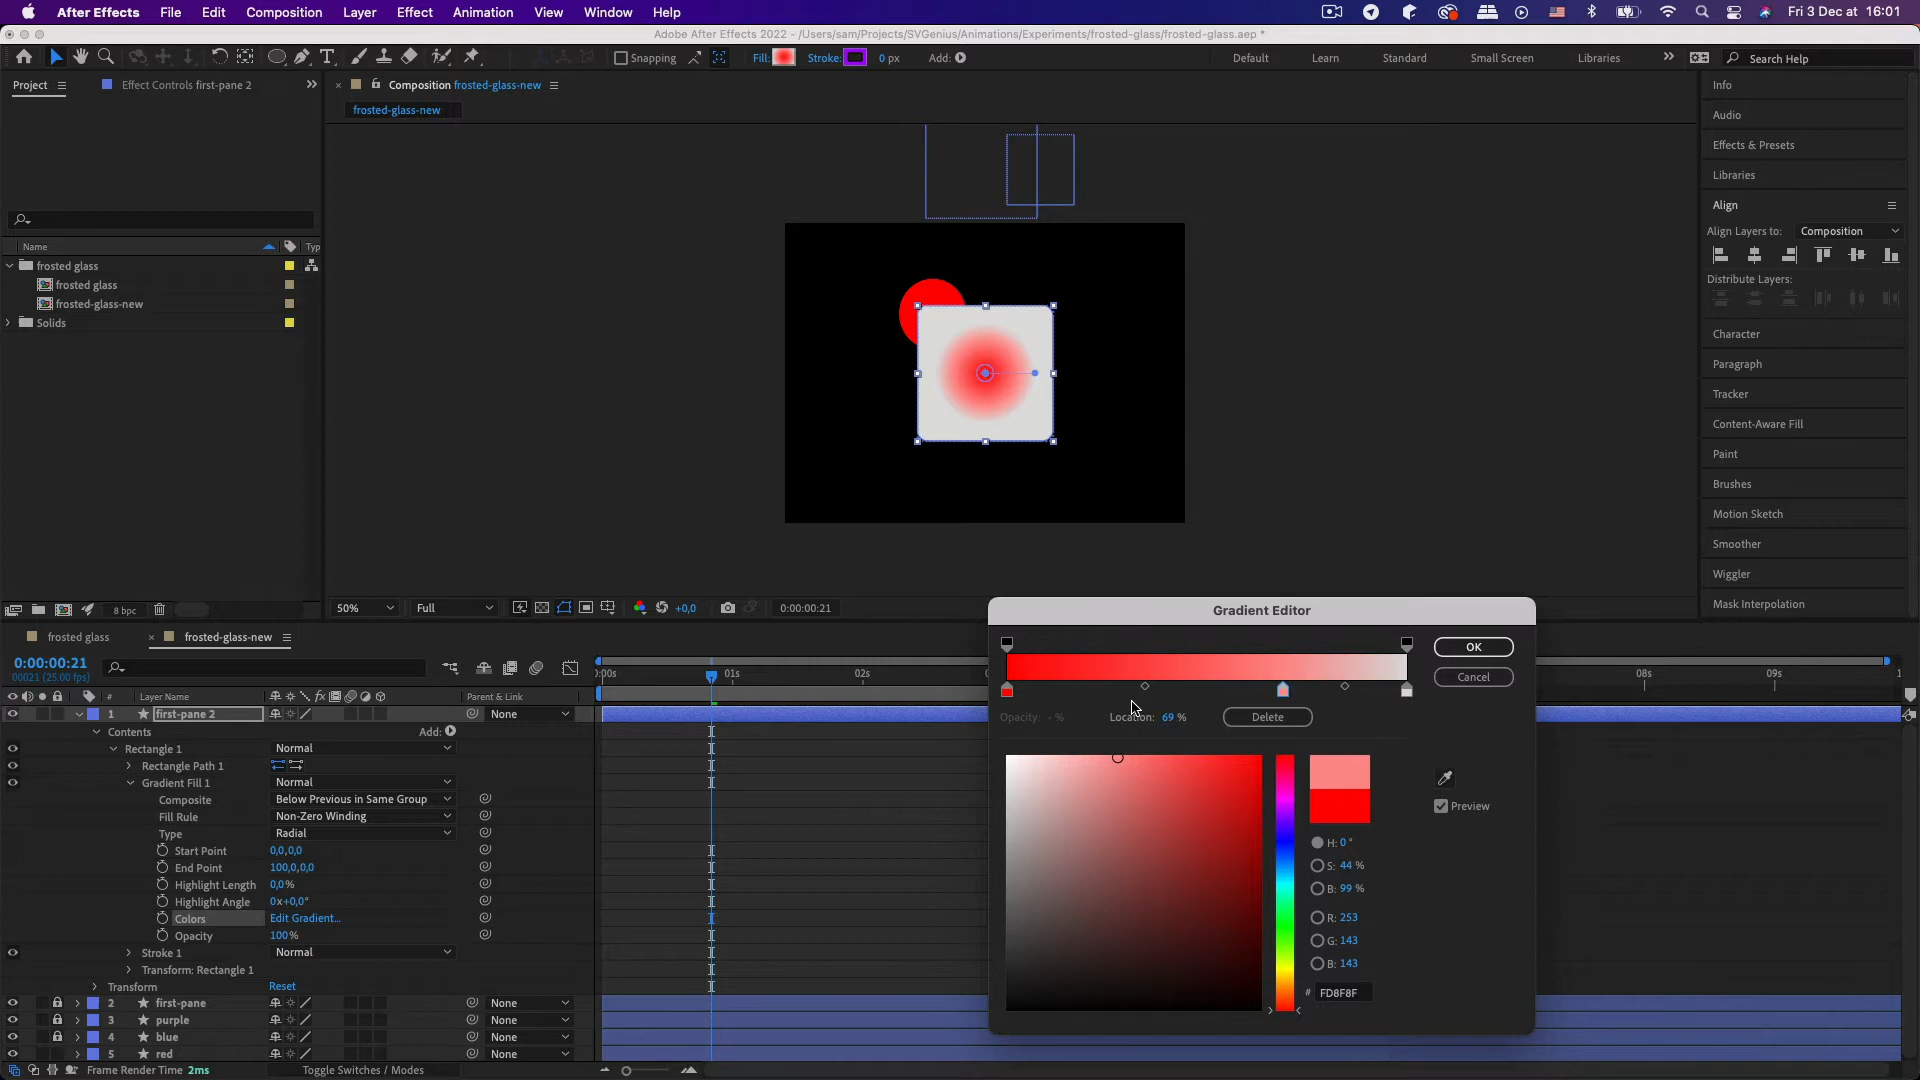 After Effects File Edit Composition Layer Effect Animation View Window Help Fri 3 Dec at 16:01
Adobe After Effects 2022 - /Users/sam/Projects/SVGenius/Animations/Experiments/frosted-glass/frosted-glass.aep *
Snapping Fill: Stroke: 0 px Add: Default Learn Standard Small Screen Libraries » Search Help
Project Effect Controls first-pane 2 » × Composition frosted-glass-new Info
frosted-glass-new
Audio
Effects & Presets
Libraries
Align
Align Layers to: Composition
Name Typ
frosted glass
frosted glass
Distribute Layers:
frosted-glass-new
Solids
Character
Paragraph
Tracker
Content-Aware Fill
Paint
Brushes
Motion Sketch
Smoother
Wiggler
Mask Interpolation
8 bpc 50% Full +0,0 0:00:00:21
Gradient Editor
frosted glass × frosted-glass-new
OK
Cancel
0:00:00:21
00021 (25.00 fps)
0:00s 01s 02s 08s 09s 1
# Layer Name fx Parent & Link
1 first-pane 2 None
Contents Add:
Rectangle 1 Normal
Rectangle Path 1
Gradient Fill 1 Normal
Composite Below Previous in Same Group
Fill Rule Non-Zero Winding
Type Radial
Start Point 0,0,0,0
End Point 100,0,0,0
Highlight Length 0,0%
Highlight Angle 0x+0,0°
Colors Edit Gradient...
Opacity 100%
Stroke 1 Normal
Transform: Rectangle 1
Transform Reset
2 first-pane None
3 purple None
4 blue None
5 red None
Frame Render Time 2ms Toggle Switches / Modes
Opacity: - % Location: 69 % Delete
Preview
H: 0 °
S: 44 %
B: 99 %
R: 253
G: 143
B: 143
# FD8F8F